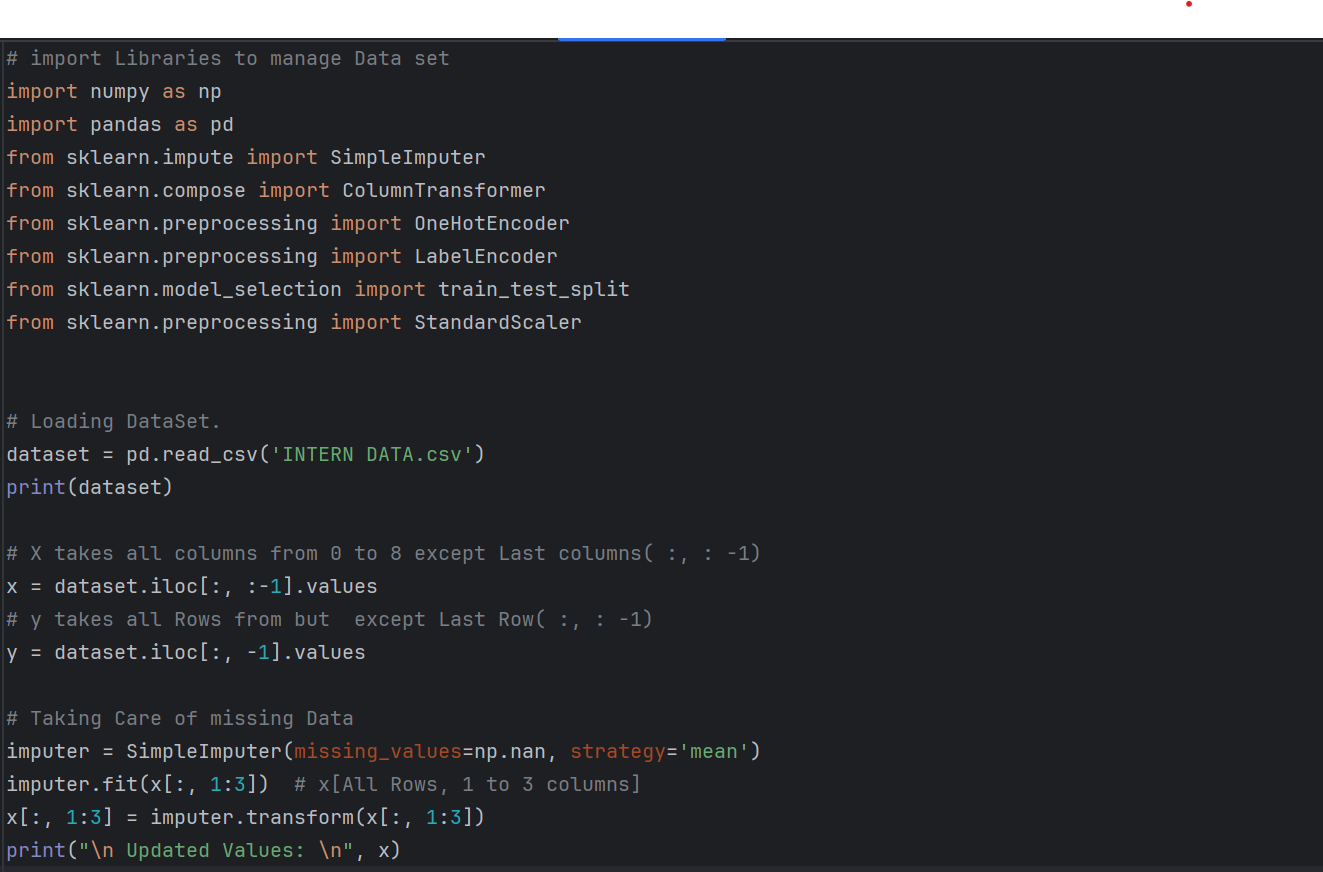 # import Libraries to manage Data set
import numpy as np
import pandas as pd
from sklearn.impute import SimpleImputer
from sklearn.compose import ColumnTransformer
from sklearn.preprocessing import OneHotEncoder
from sklearn.preprocessing import LabelEncoder
from sklearn.model_selection import train_test_split
from sklearn.preprocessing import StandardScaler
# Loading DataSet.
dataset = pd.read_csv('INTERN DATA.csv')
print(dataset)
# X takes all columns from 0 to 8 except Last columns( :, : -1)
x = dataset.iloc[:, :-1].values
# y takes all Rows from but  except Last Row( :, : -1)
y = dataset.iloc[:, -1].values
# Taking Care of missing Data
imputer = SimpleImputer(missing_values=np.nan, strategy='mean')
imputer.fit(x[:, 1:3])  # x[All Rows, 1 to 3 columns]
x[:, 1:3] = imputer.transform(x[:, 1:3])
print("\n Updated Values: \n", x)